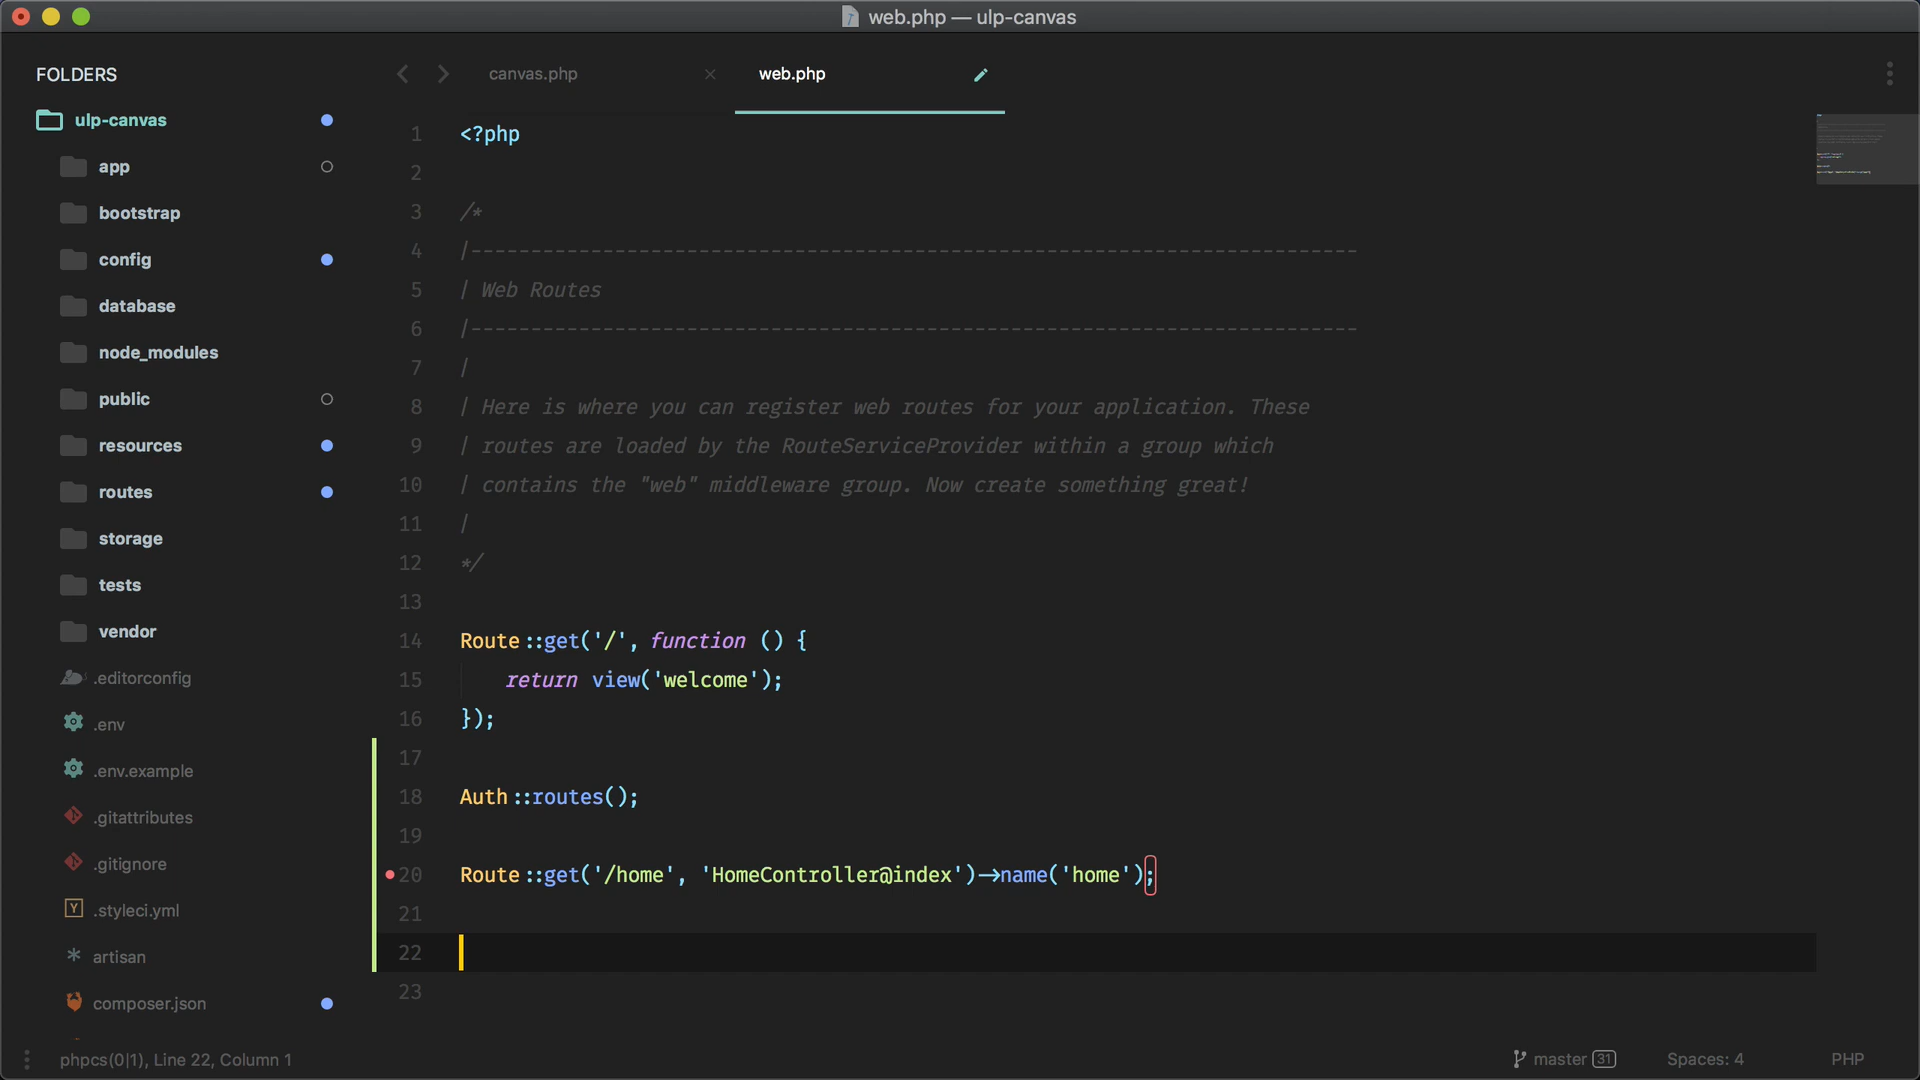 web.php — ulp-canvas
FOLDERS
ulp-canvas
app
bootstrap
config
database
node_modules
public
resources
routes
storage
tests
vendor
.editorconfig
.env
.env.example
.gitattributes
.gitignore
.styleci.yml
artisan
composer.json
canvas.php
web.php
1 <?php
2
3 /*
4 |--------------------------------------------------------------------------
5 | Web Routes
6 |--------------------------------------------------------------------------
7 |
8 | Here is where you can register web routes for your application. These
9 | routes are loaded by the RouteServiceProvider within a group which
10 | contains the "web" middleware group. Now create something great!
11 |
12 */
13
14 Route::get('/', function () {
15     return view('welcome');
16 });
17
18 Auth::routes();
19
20 Route::get('/home', 'HomeController@index')->name('home');
21
22
23
phpcs(0|1), Line 22, Column 1
master 31
Spaces: 4
PHP